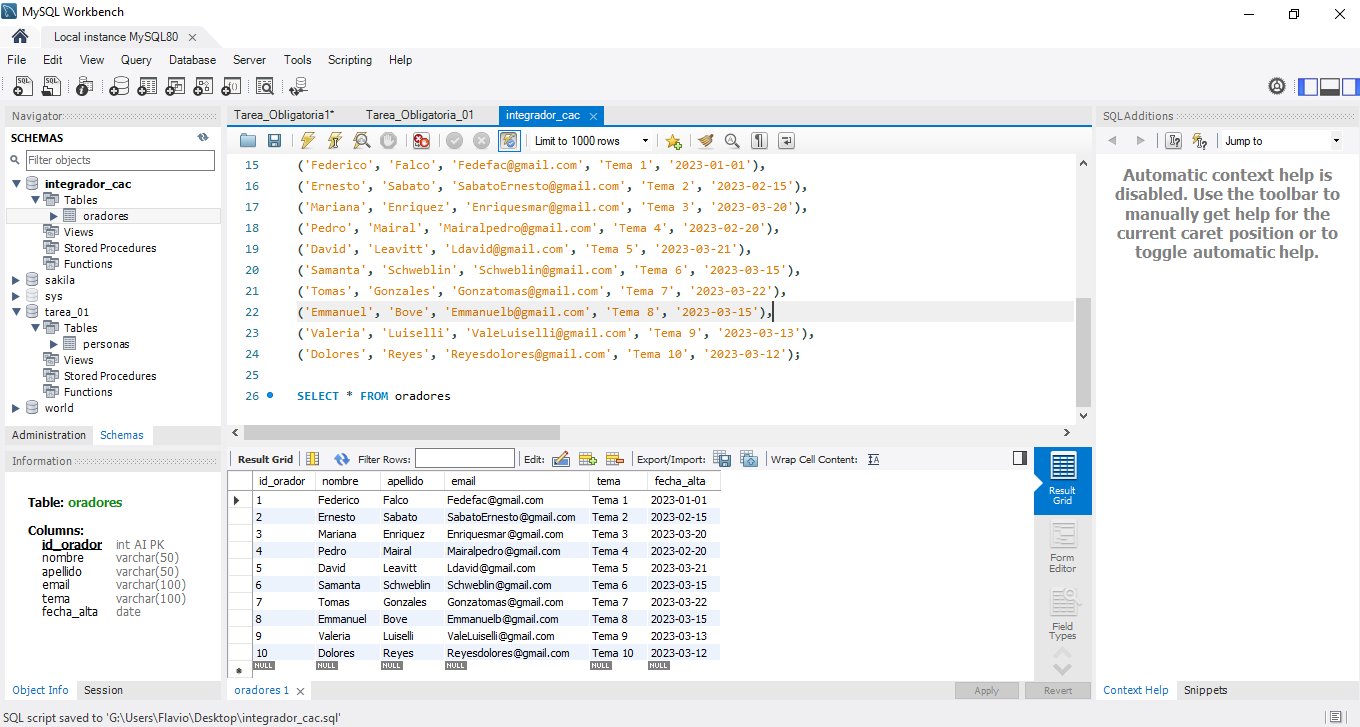 MySQL Workbench
Local instance MySQL80
File Edit View Query Database Server Tools Scripting Help
Navigator
SCHEMAS
Filter objects
integrador_cac
Tables
oradores
Views
Stored Procedures
Functions
sakila
sys
tarea_01
Tables
personas
Views
Stored Procedures
Functions
world
Administration Schemas
Information
Table: oradores
Columns:
id_orador int AI PK
nombre varchar(50)
apellido varchar(50)
email varchar(100)
tema varchar(100)
fecha_alta date
Object Info Session
Tarea_Obligatoria1* Tarea_Obligatoria_01 integrador_cac
Limit to 1000 rows
15 ('Federico', 'Falco', 'Fedefac@gmail.com', 'Tema 1', '2023-01-01'),
16 ('Ernesto', 'Sabato', 'SabatoErnesto@gmail.com', 'Tema 2', '2023-02-15'),
17 ('Mariana', 'Enriquez', 'Enriquesmar@gmail.com', 'Tema 3', '2023-03-20'),
18 ('Pedro', 'Mairal', 'Mairalpedro@gmail.com', 'Tema 4', '2023-02-20'),
19 ('David', 'Leavitt', 'Ldavid@gmail.com', 'Tema 5', '2023-03-21'),
20 ('Samanta', 'Schweblin', 'Schweblin@gmail.com', 'Tema 6', '2023-03-15'),
21 ('Tomas', 'Gonzales', 'Gonzatomas@gmail.com', 'Tema 7', '2023-03-22'),
22 ('Emmanuel', 'Bove', 'Emmanuelb@gmail.com', 'Tema 8', '2023-03-15'),
23 ('Valeria', 'Luiselli', 'ValeLuiselli@gmail.com', 'Tema 9', '2023-03-13'),
24 ('Dolores', 'Reyes', 'Reyesdolores@gmail.com', 'Tema 10', '2023-03-12');
25
26 SELECT * FROM oradores
Result Grid Filter Rows: Edit: Export/Import: Wrap Cell Content:
id_orador nombre apellido email tema fecha_alta
1 Federico Falco Fedefac@gmail.com Tema 1 2023-01-01
2 Ernesto Sabato SabatoErnesto@gmail.com Tema 2 2023-02-15
3 Mariana Enriquez Enriquesmar@gmail.com Tema 3 2023-03-20
4 Pedro Mairal Mairalpedro@gmail.com Tema 4 2023-02-20
5 David Leavitt Ldavid@gmail.com Tema 5 2023-03-21
6 Samanta Schweblin Schweblin@gmail.com Tema 6 2023-03-15
7 Tomas Gonzales Gonzatomas@gmail.com Tema 7 2023-03-22
8 Emmanuel Bove Emmanuelb@gmail.com Tema 8 2023-03-15
9 Valeria Luiselli ValeLuiselli@gmail.com Tema 9 2023-03-13
10 Dolores Reyes Reyesdolores@gmail.com Tema 10 2023-03-12
NULL NULL NULL NULL NULL NULL
Result
Grid
Form
Editor
Field
Types
oradores 1
Apply Revert
SQLAdditions
Jump to
Automatic context help is
disabled. Use the toolbar to
manually get help for the
current caret position or to
toggle automatic help.
Context Help Snippets
SQL script saved to 'G:\Users\Flavio\Desktop\integrador_cac.sql'